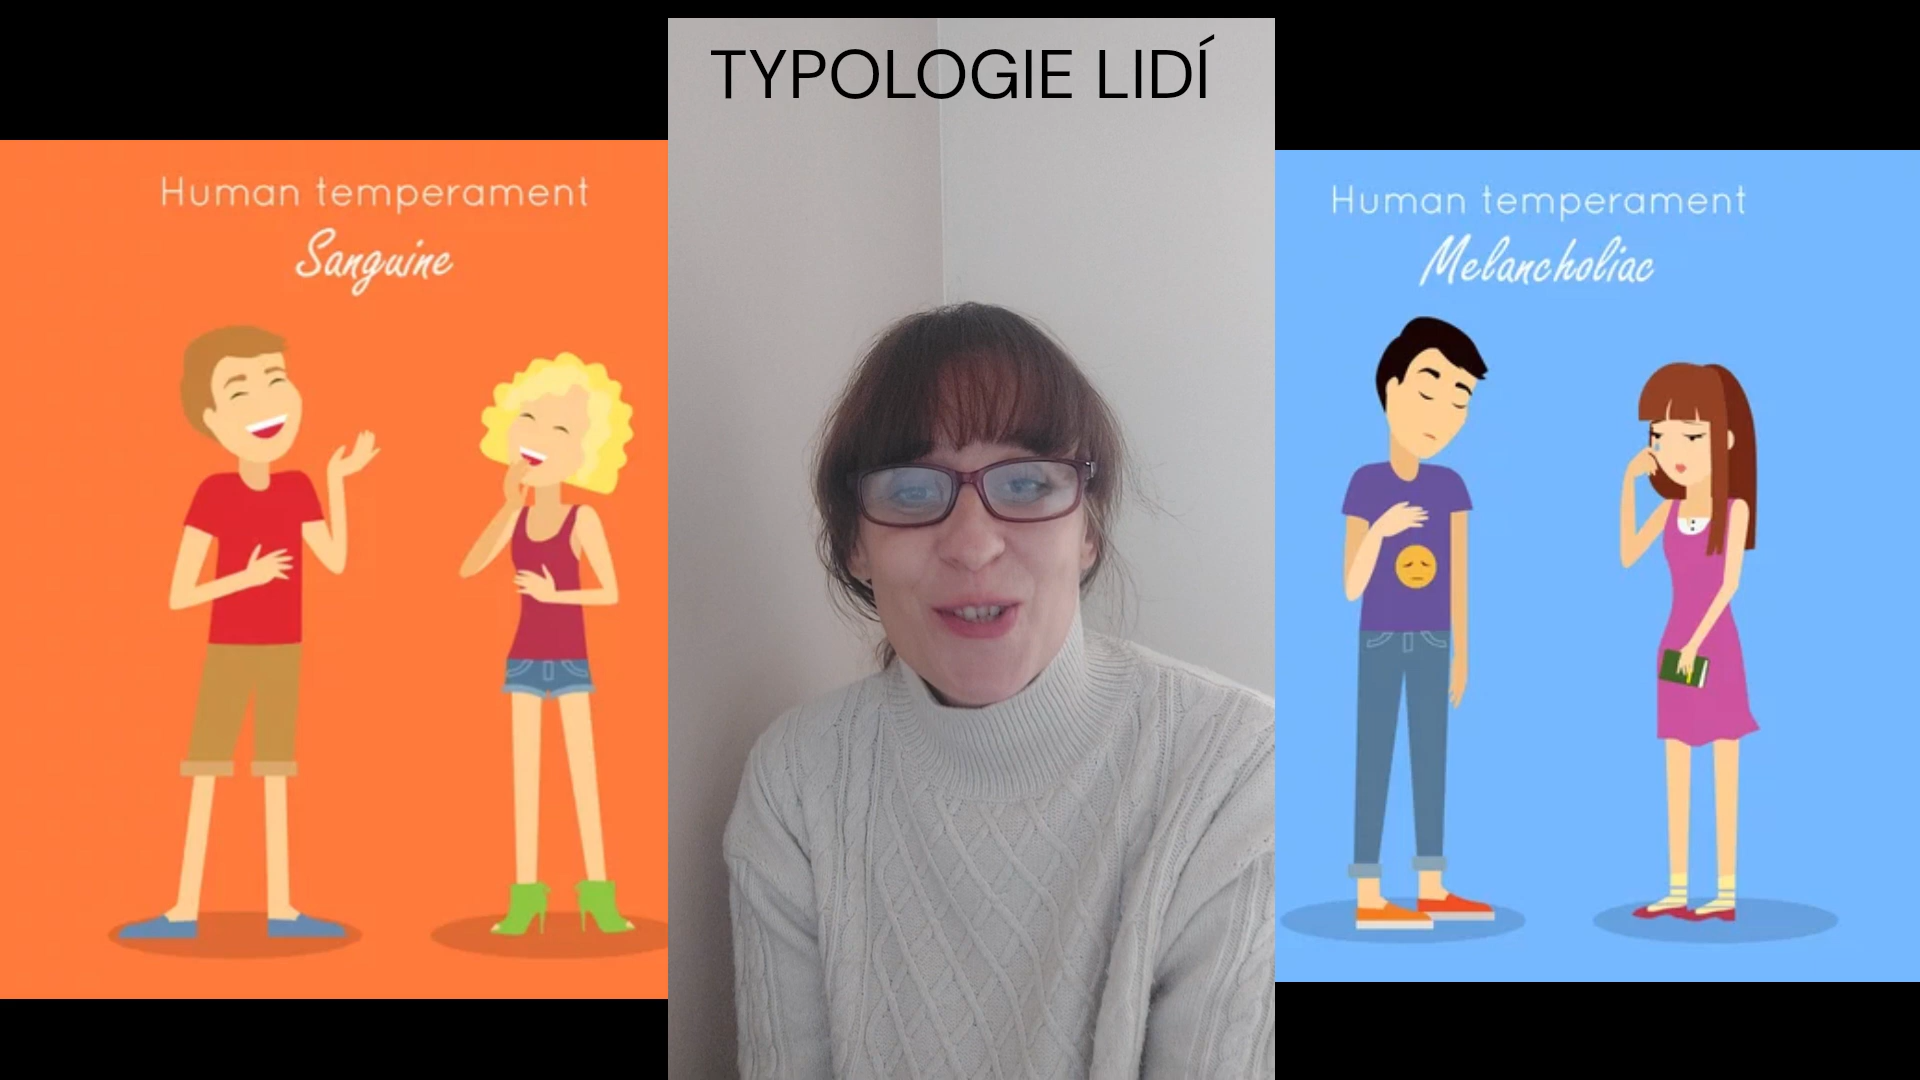 TYPOLOGIE LIDÍ
Human temperament
Sanguine
Human temperament
Melancholiac